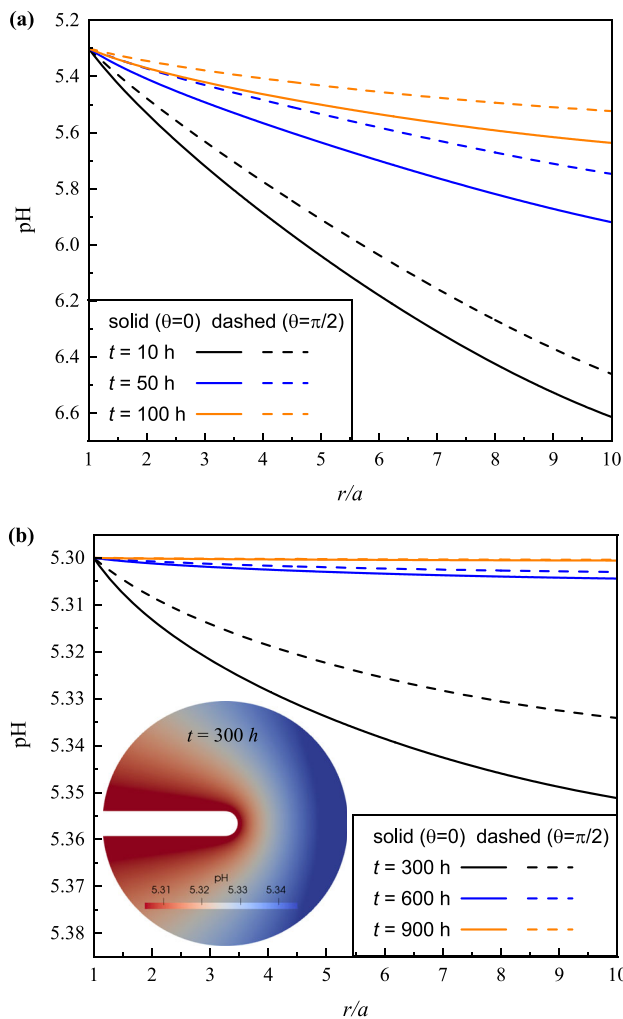 (a)
5.2
5.4
5.6
5.8
6.0
6.2
6.4
6.6
pH
solid (θ=0) dashed (θ=π/2)
t = 10 h
t = 50 h
t = 100 h
1 2 3 4 5 6 7 8 9 10
r/a
(b)
5.30
5.31
5.32
5.33
5.34
5.35
5.36
5.37
5.38
pH
t = 300 h
pH
5.31 5.32 5.33 5.34
solid (θ=0) dashed (θ=π/2)
t = 300 h
t = 600 h
t = 900 h
1 2 3 4 5 6 7 8 9 10
r/a